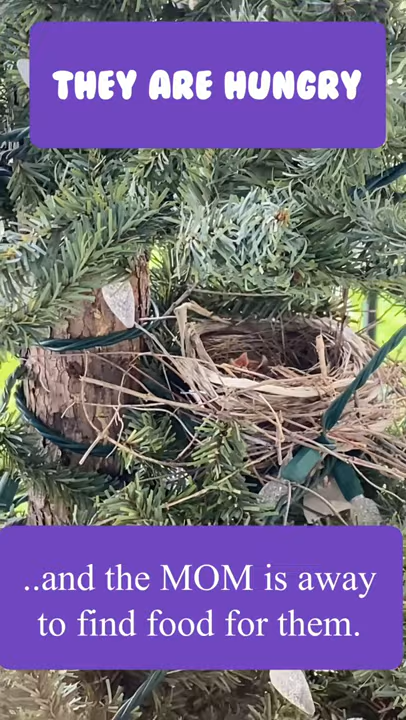 THEY ARE HUNGRY
..and the MOM is away
to find food for them.